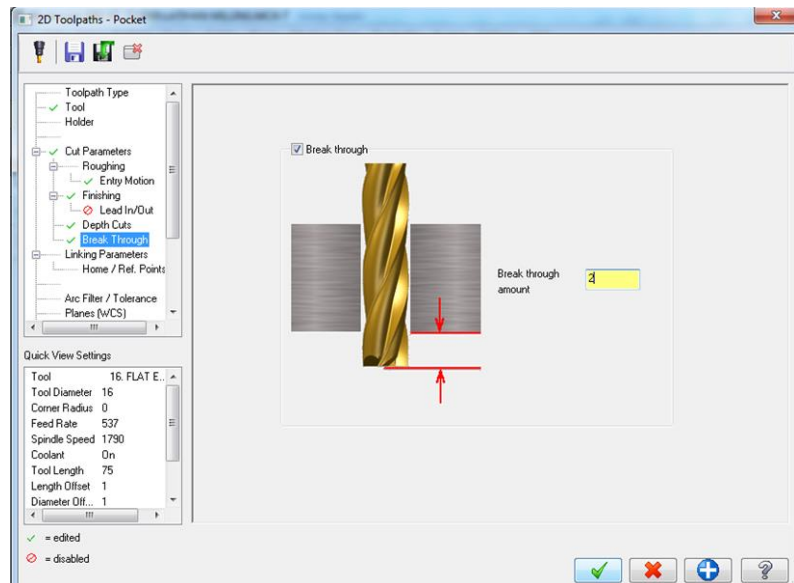 2D Toolpaths - Pocket
Toolpath Type
Tool
Holder
Cut Parameters
Roughing
Entry Motion
Finishing
Lead In/Out
Depth Cuts
Break Through
Linking Parameters
Home / Ref. Points
Arc Filter / Tolerance
Planes (WCS)
Break through
Break through
amount
2
Quick View Settings
Tool 16. FLAT E..
Tool Diameter 16
Corner Radius 0
Feed Rate 537
Spindle Speed 1790
Coolant On
Tool Length 75
Length Offset 1
Diameter Off... 1
= edited
= disabled